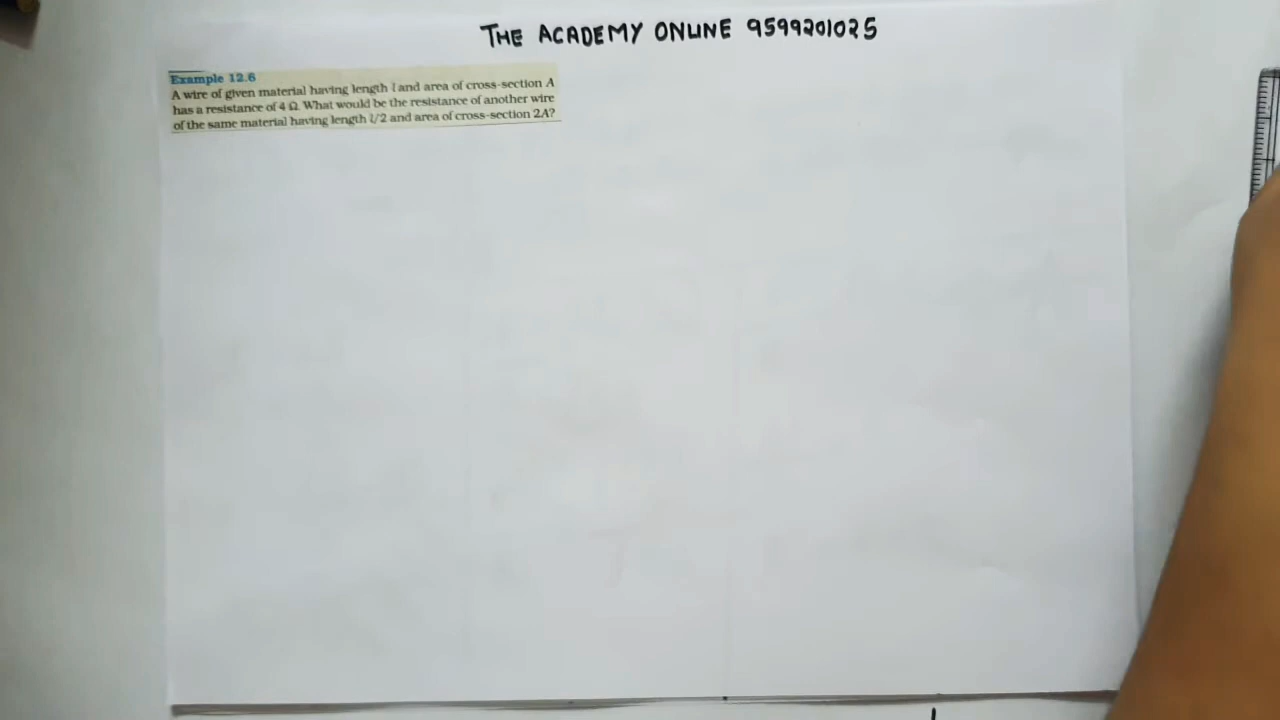 THE ACADEMY ONLINE 9599201025
Example 12.6
A wire of given material having length l and area of cross-section A
has a resistance of 4 Ω. What would be the resistance of another wire
of the same material having length l/2 and area of cross-section 2A?